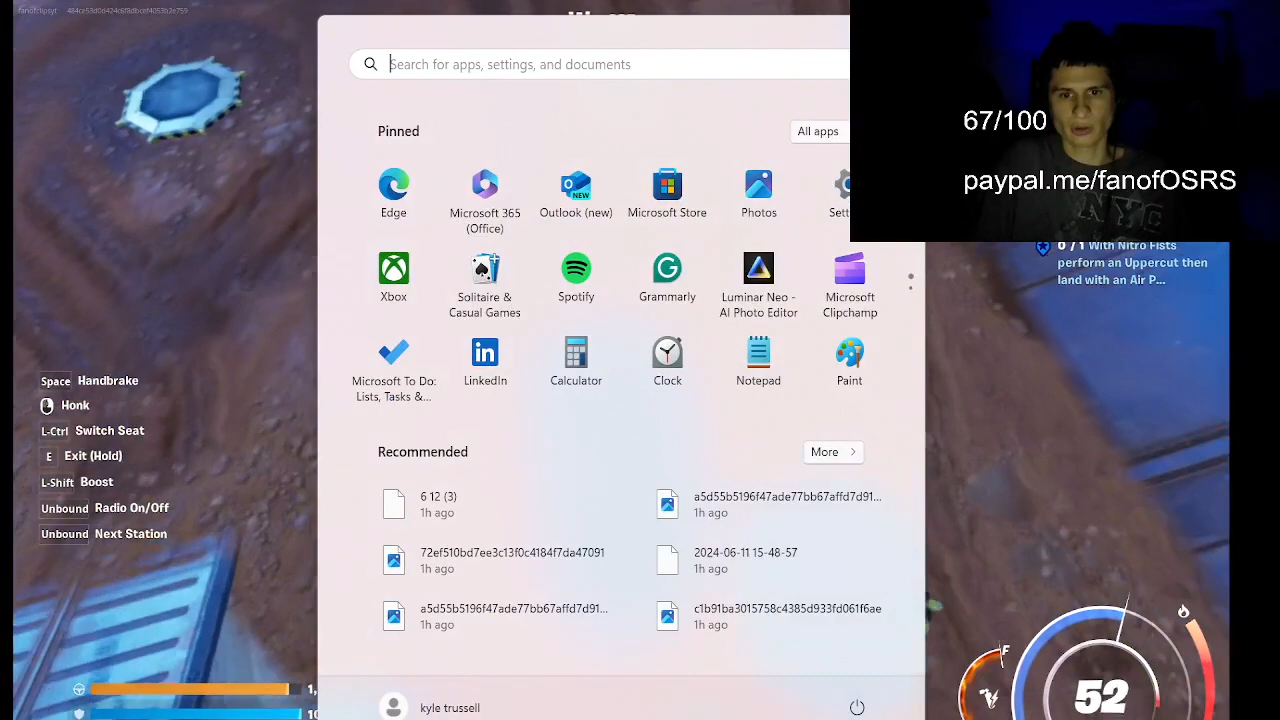 fanofclipsyt
Search for apps, settings, and documents
Pinned
All apps
Edge
Microsoft 365
(Office)
Outlook (new)
NEW
Microsoft Store
Photos
Xbox
Solitaire &
Casual Games
Spotify
Grammarly
Luminar Neo -
AI Photo Editor
Microsoft
Clipchamp
Microsoft To Do:
Lists, Tasks &...
LinkedIn
Calculator
Clock
Notepad
Paint
Recommended
More
6 12 (3)
1h ago
a5d55b5196f47ade77bb67affd7d91...
1h ago
72ef510bd7ee3c13f0c4184f7da47091
1h ago
2024-06-11 15-48-57
1h ago
a5d55b5196f47ade77bb67affd7d91...
1h ago
c1b91ba3015758c4385d933fd061f6ae
1h ago
kyle trussell
67/100
paypal.me/fanofOSRS
NYC
0 / 1 With Nitro Fists
perform an Uppercut then
land with an Air P...
Space Handbrake
Honk
L-Ctrl Switch Seat
E Exit (Hold)
L-Shift Boost
Unbound Radio On/Off
Unbound Next Station
F
52